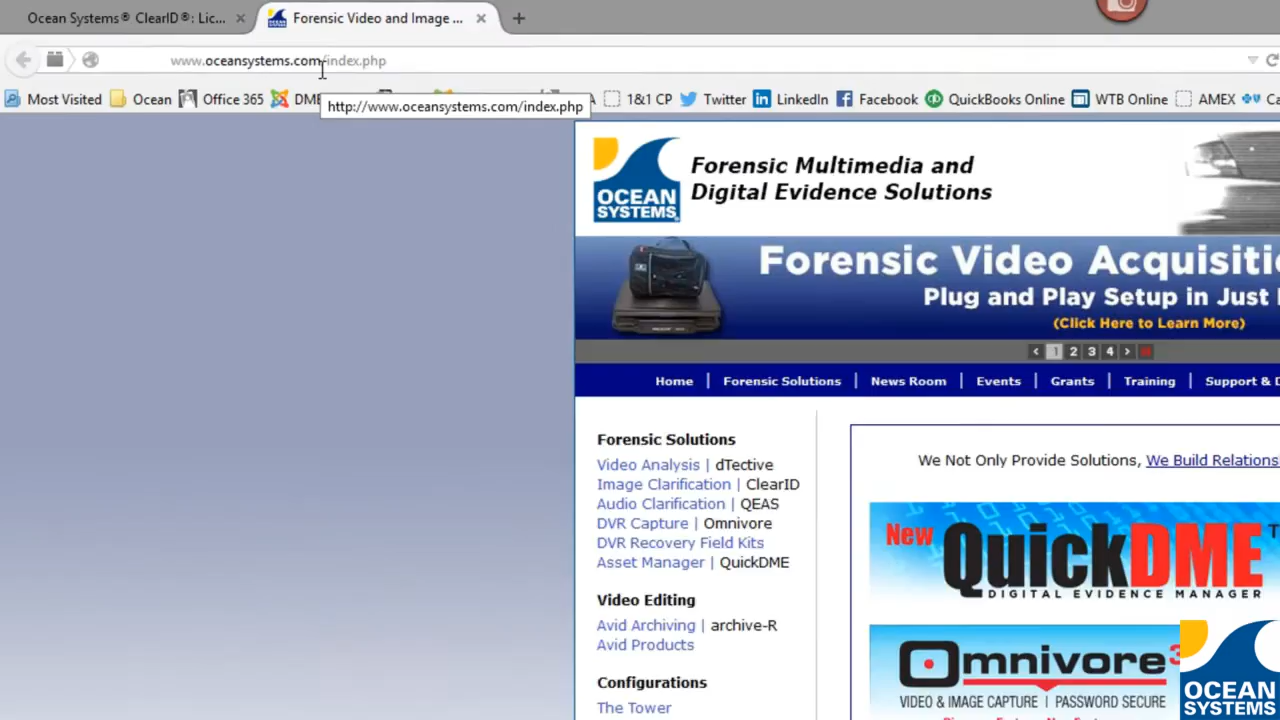 Ocean Systems® ClearID®: Lic...
Forensic Video and Image ...
www.oceansystems.com/index.php
Most Visited
Ocean
Office 365
DME
1&1 CP
Twitter
LinkedIn
Facebook
QuickBooks Online
WTB Online
AMEX
http://www.oceansystems.com/index.php
OCEAN
SYSTEMS
Forensic Multimedia and
Digital Evidence Solutions
Forensic Video Acquisiti
Plug and Play Setup in Just
(Click Here to Learn More)
< 1 2 3 4 >
Home | Forensic Solutions | News Room | Events | Grants | Training | Support & D
Forensic Solutions
Video Analysis | dTective
Image Clarification | ClearID
Audio Clarification | QEAS
DVR Capture | Omnivore
DVR Recovery Field Kits
Asset Manager | QuickDME
Video Editing
Avid Archiving | archive-R
Avid Products
Configurations
The Tower
We Not Only Provide Solutions, We Build Relations
New QuickDME T
DIGITAL EVIDENCE MANAGER
Omnivore 3
VIDEO & IMAGE CAPTURE | PASSWORD SECURE
OCEAN
SYSTEMS